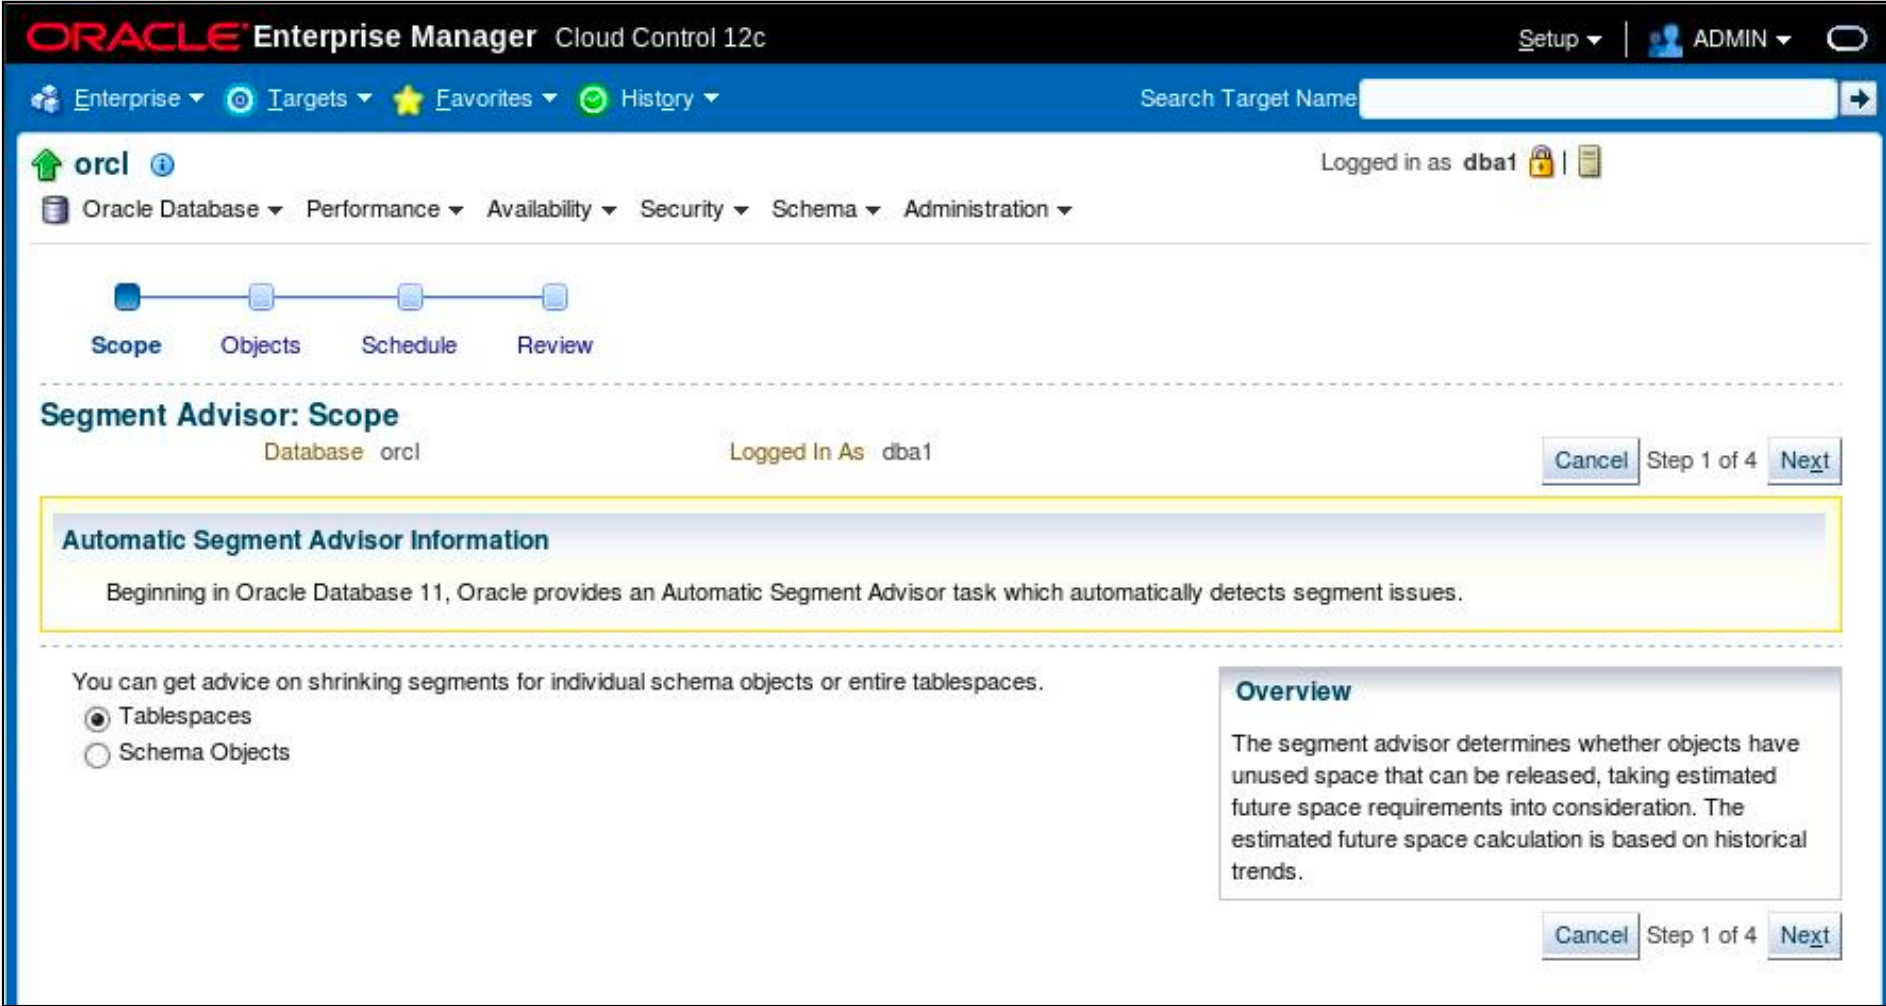 ORACLE Enterprise Manager Cloud Control 12c Setup ADMIN
Enterprise Targets Favorites History Search Target Name
orcl Logged in as dba1
Oracle Database Performance Availability Security Schema Administration
Scope Objects Schedule Review
Segment Advisor: Scope
Database orcl Logged In As dba1
Cancel Step 1 of 4 Next
Automatic Segment Advisor Information
Beginning in Oracle Database 11, Oracle provides an Automatic Segment Advisor task which automatically detects segment issues.
You can get advice on shrinking segments for individual schema objects or entire tablespaces.
Tablespaces
Schema Objects
Overview
The segment advisor determines whether objects have
unused space that can be released, taking estimated
future space requirements into consideration. The
estimated future space calculation is based on historical
trends.
Cancel Step 1 of 4 Next